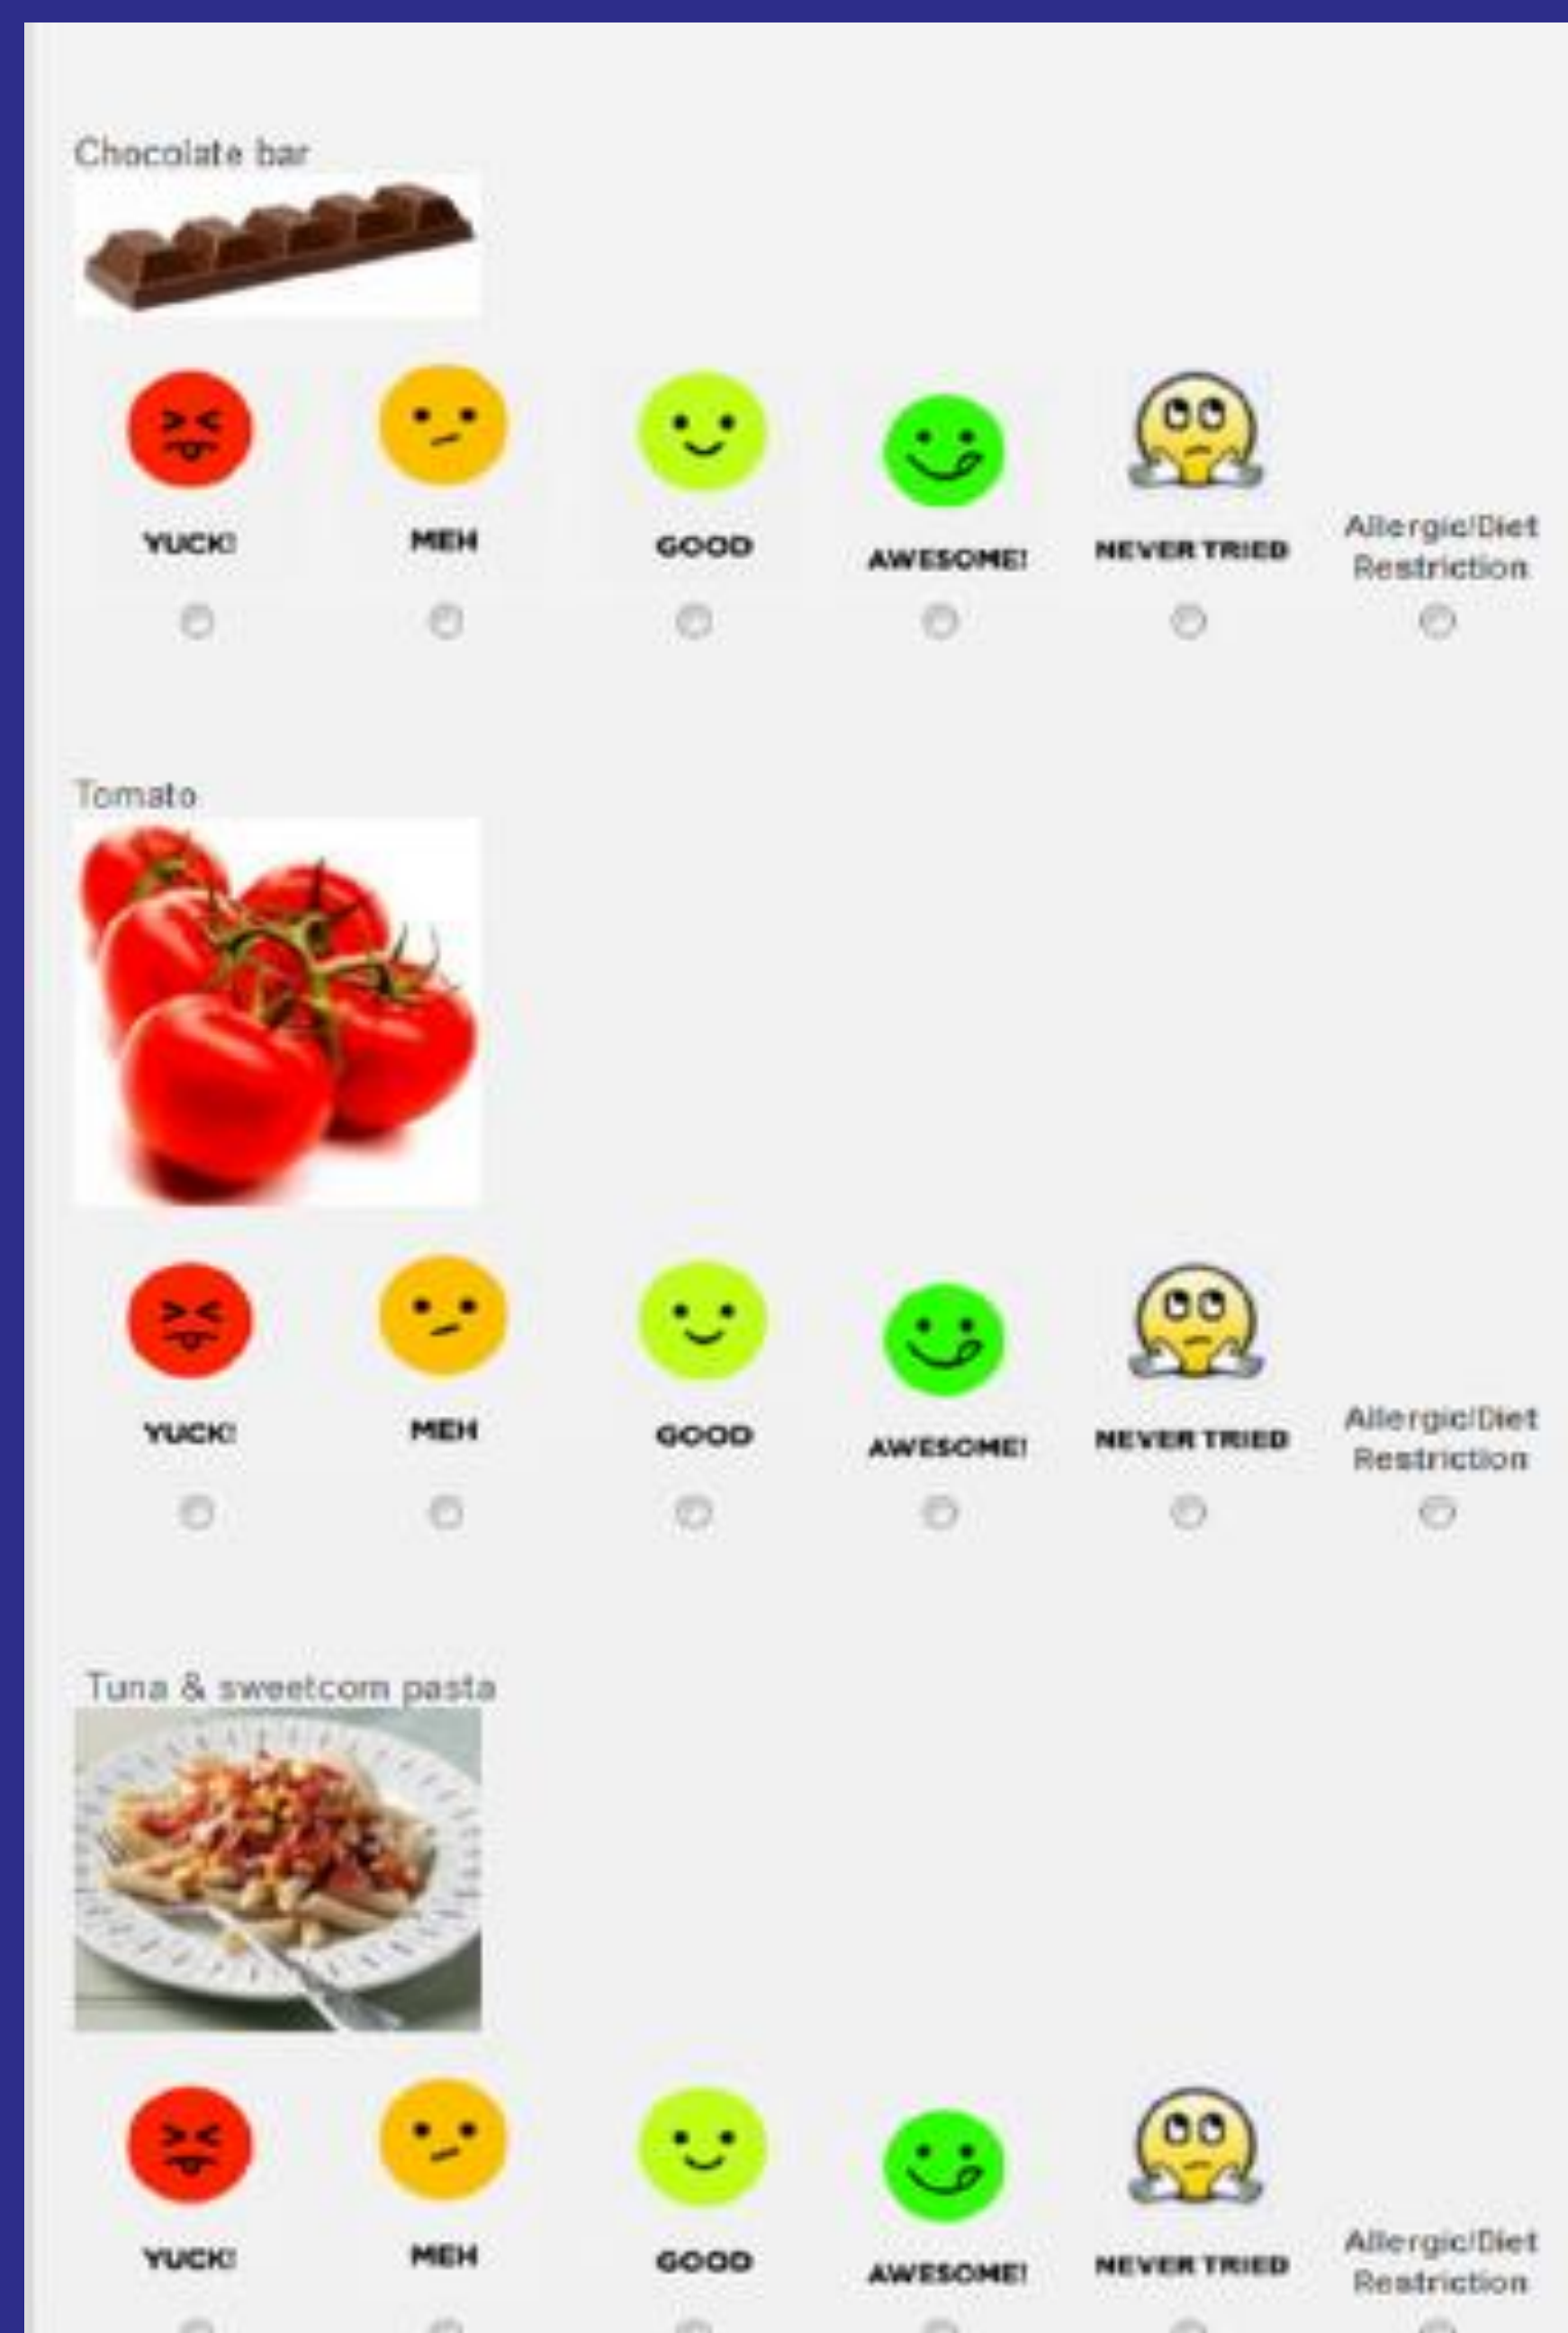 Chocolate bar
YUCK! MEH GOOD AWESOME! NEVER TRIED Allergic/Diet
Restriction
Tomato
YUCK! MEH GOOD AWESOME! NEVER TRIED Allergic/Diet
Restriction
Tuna & sweetcorn pasta
YUCK! MEH GOOD AWESOME! NEVER TRIED Allergic/Diet
Restriction